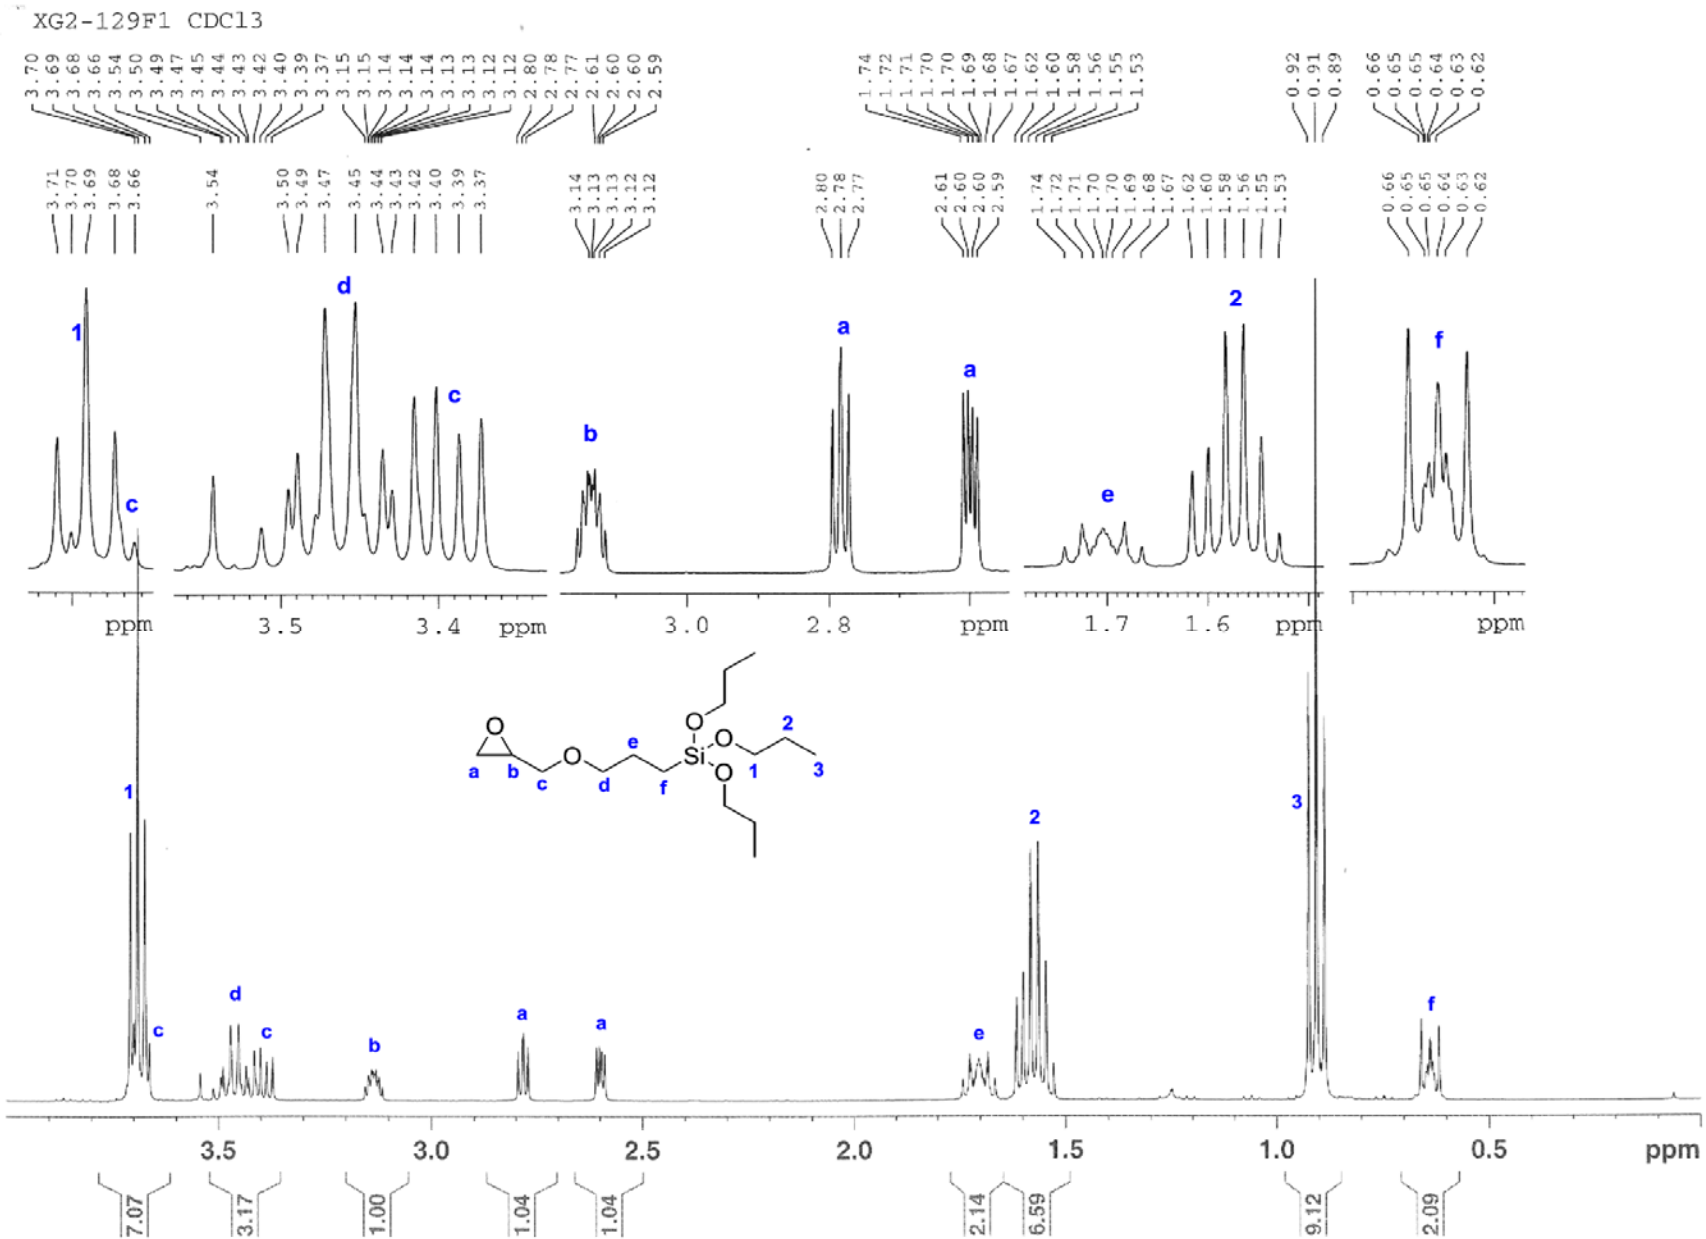 XG2-129F1 CDCl3
3.70 3.69 3.68 3.66 3.54 3.50 3.49 3.47 3.45 3.44 3.43 3.42 3.40 3.39 3.37 3.15 3.15 3.14 3.14 3.14 3.13 3.13 3.12 3.12 2.80 2.78 2.77 2.61 2.60 2.60 2.59 1.74 1.72 1.71 1.70 1.70 1.69 1.68 1.67 1.62 1.60 1.58 1.56 1.55 1.53 0.92 0.91 0.89 0.66 0.65 0.65 0.64 0.63 0.62
3.71 3.70 3.69 3.68 3.66 3.54 3.50 3.49 3.47 3.45 3.44 3.43 3.42 3.40 3.39 3.37 3.14 3.13 3.13 3.12 3.12 2.80 2.78 2.77 2.61 2.60 2.60 2.59 1.74 1.72 1.71 1.70 1.70 1.69 1.68 1.67 1.62 1.60 1.58 1.56 1.55 1.53 0.66 0.65 0.65 0.64 0.63 0.62
1 c d c b a a e 2 f
ppm 3.5 3.4 ppm 3.0 2.8 ppm 1.7 1.6 ppm ppm
O
O
O 2
e Si O
a b O 1 3
c d f
1 c d c b a a e 2 3 f
3.5 3.0 2.5 2.0 1.5 1.0 0.5 ppm
7.07 3.17 1.00 1.04 1.04 2.14 6.59 9.12 2.09